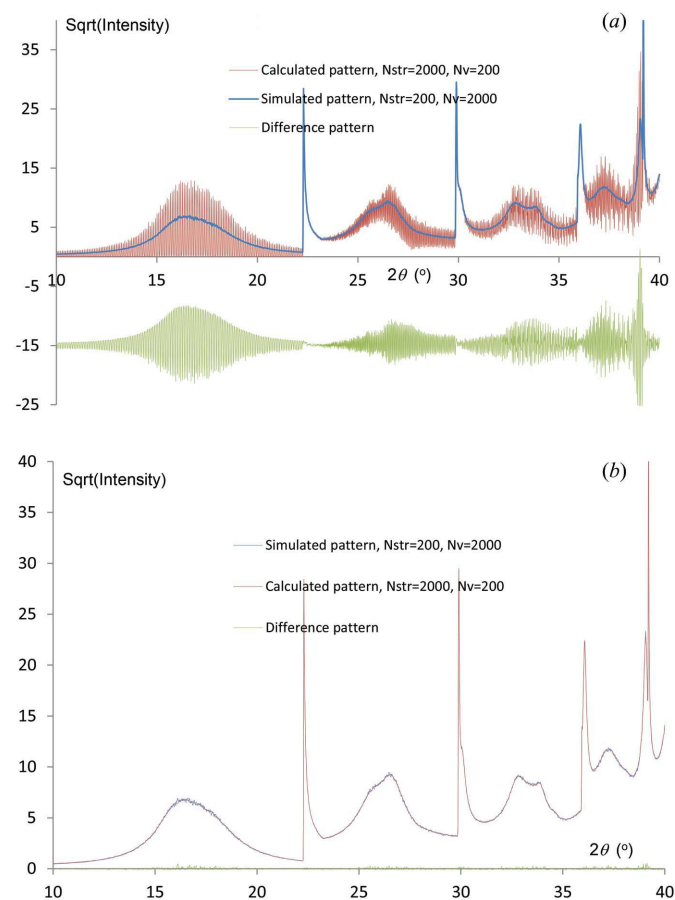 Sqrt(Intensity)
(a)
35
Calculated pattern, Nstr=2000, Nv=200
25
Simulated pattern, Nstr=200, Nv=2000
Difference pattern
15
5
10 15 20 25 30 35 40
2θ (°)
-5
-15
-25
40
(b)
Sqrt(Intensity)
35
Simulated pattern, Nstr=200, Nv=2000
30
Calculated pattern, Nstr=2000, Nv=200
25
Difference pattern
20
15
10
5
2θ (°)
0
10 15 22 25 30 35 40